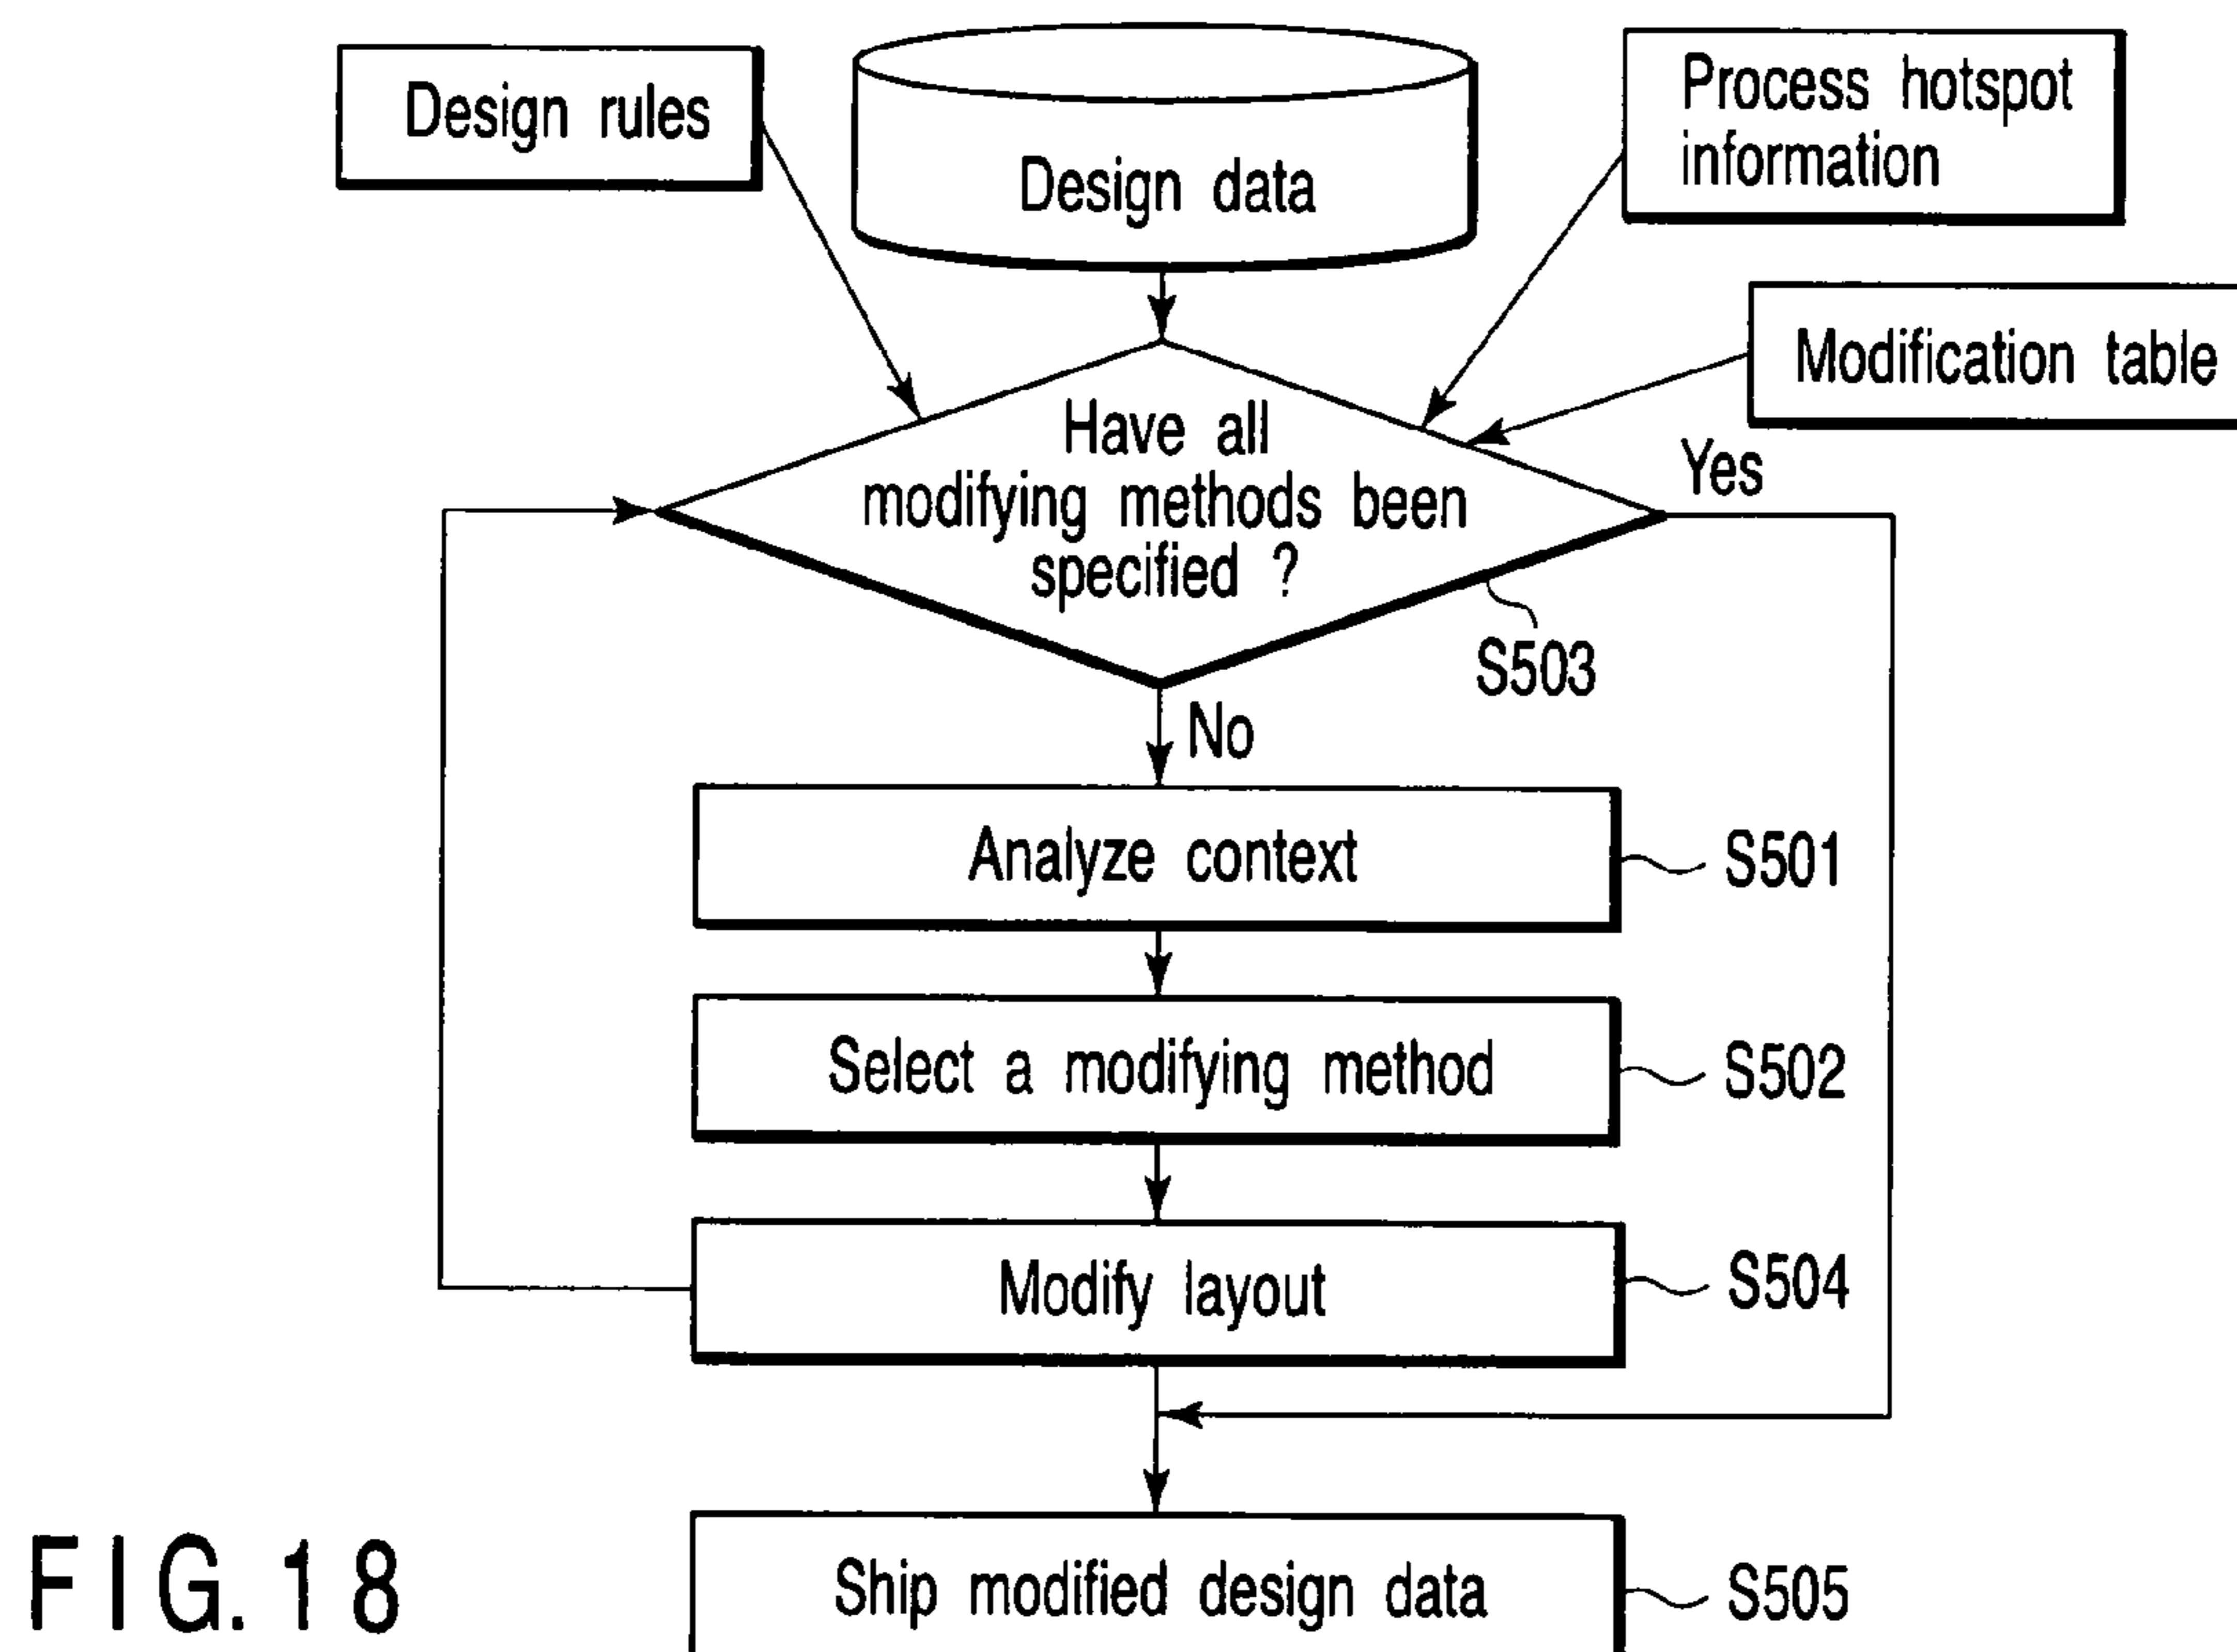 Design rules
Design data
Process hotspot
information
Modification table
Have all
modifying methods been
specified ?
Yes
S503
No
Analyze context
S501
Select a modifying method
S502
Modify layout
S504
Ship modified design data
S505
FIG. 18